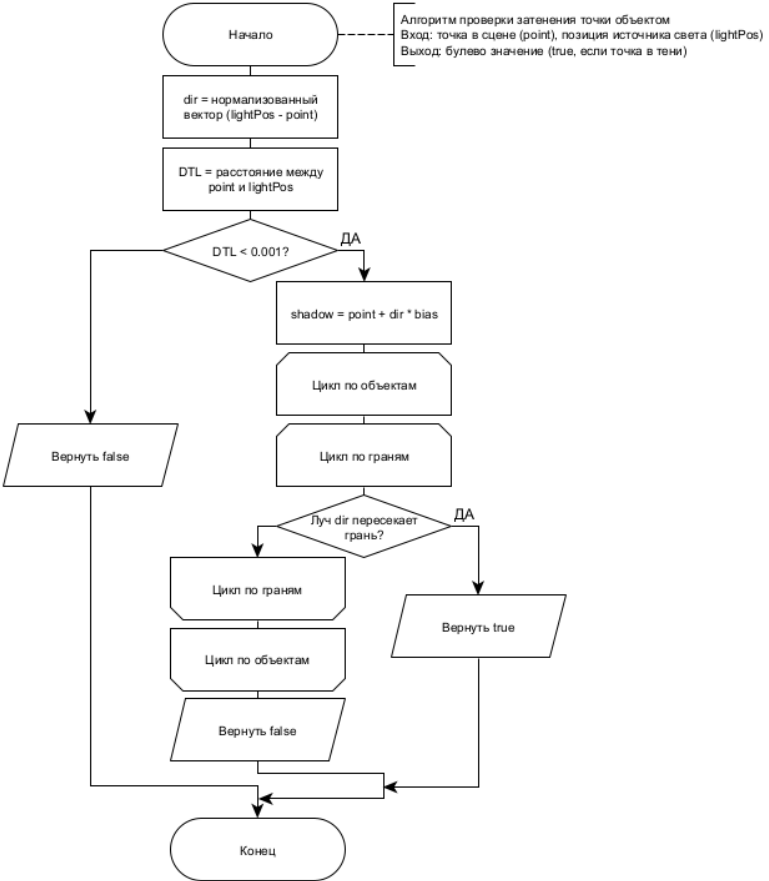 Начало
Алгоритм проверки затенения точки объектом
Вход: точка в сцене (point), позиция источника света (lightPos)
Выход: булево значение (true, если точка в тени)
dir = нормализованный
вектор (lightPos - point)
DTL = расстояние между
point и lightPos
DTL < 0.001?
ДА
shadow = point + dir * bias
Цикл по объектам
Цикл по граням
Вернуть false
Луч dir пересекает
грань?
ДА
Цикл по граням
Вернуть true
Цикл по объектам
Вернуть false
Конец